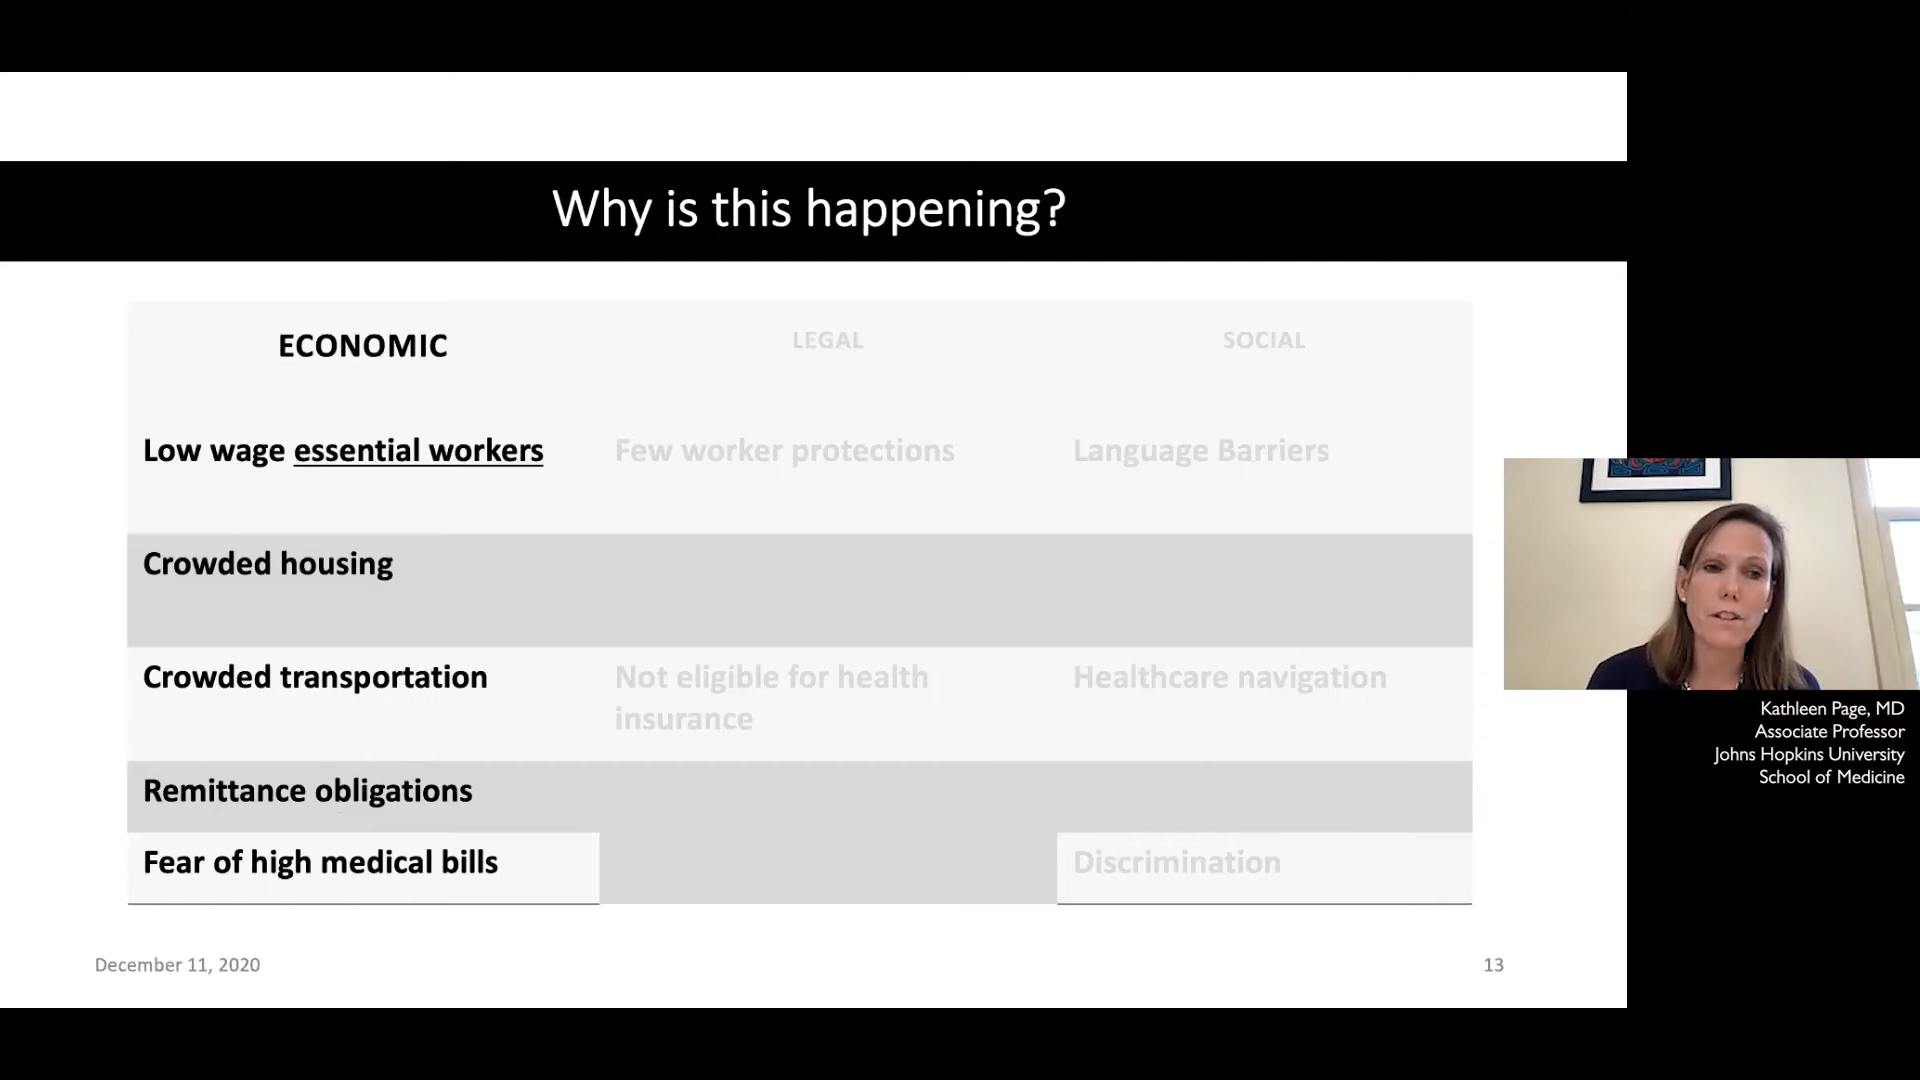 Why is this happening?
ECONOMIC
LEGAL
SOCIAL
Low wage essential workers
Few worker protections
Language Barriers
Crowded housing
Crowded transportation
Not eligible for health
insurance
Healthcare navigation
Remittance obligations
Fear of high medical bills
Discrimination
December 11, 2020
13
Kathleen Page, MD
Associate Professor
Johns Hopkins University
School of Medicine